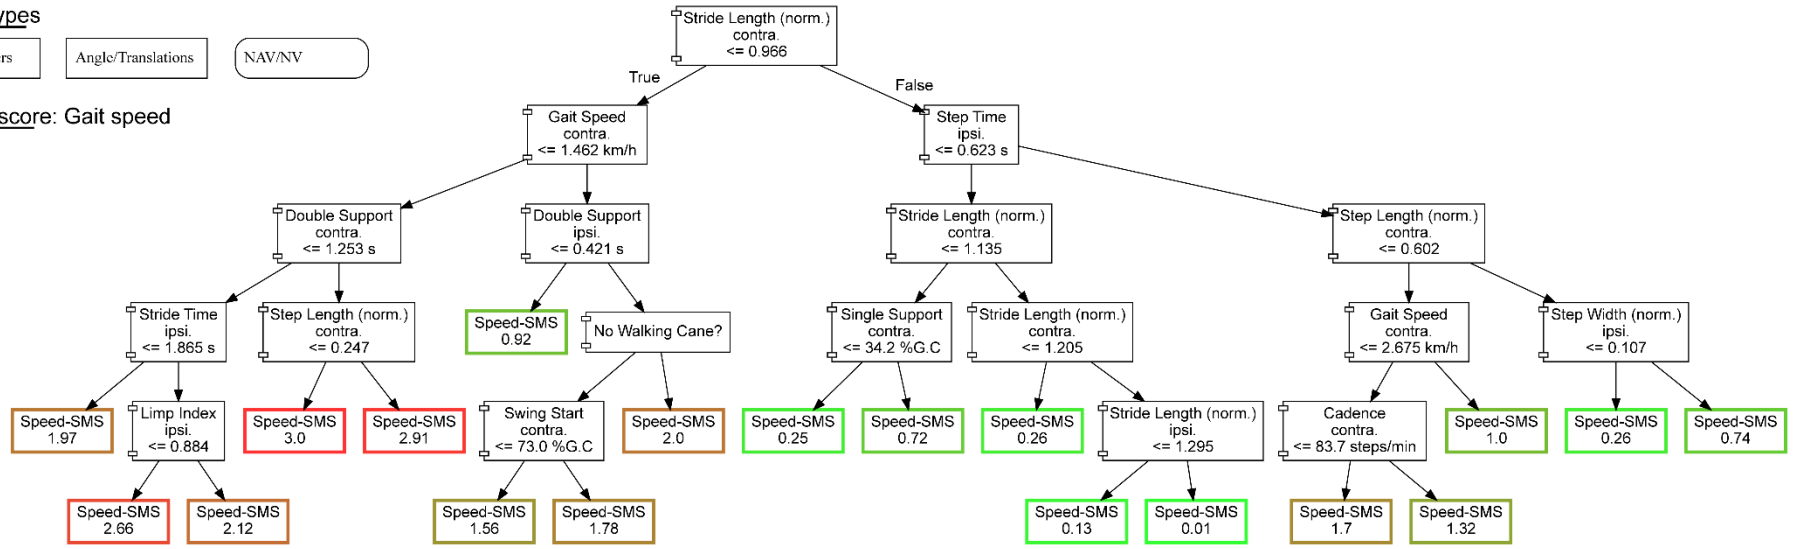 Stride Length (norm.)
contra.
<= 0.966
Angle/Translations
NAV/NV
True
False
score: Gait speed
Gait Speed
contra.
<= 1.462 km/h
Step Time
ipsi.
<= 0.623 s
Double Support
contra.
<= 1.253 s
Double Support
ipsi.
<= 0.421 s
Stride Length (norm.)
contra.
<= 1.135
Step Length (norm.)
contra.
<= 0.602
Stride Time
ipsi.
<= 1.865 s
Step Length (norm.)
contra.
<= 0.247
Speed-SMS
0.92
No Walking Cane?
Single Support
contra.
<= 34.2 %G.C
Stride Length (norm.)
contra.
<= 1.205
Gait Speed
contra.
<= 2.675 km/h
Step Width (norm.)
ipsi.
<= 0.107
Speed-SMS
1.97
Limp Index
ipsi.
<= 0.884
Speed-SMS
3.0
Speed-SMS
2.91
Swing Start
contra.
<= 73.0 %G.C
Speed-SMS
2.0
Speed-SMS
0.25
Speed-SMS
0.72
Speed-SMS
0.26
Stride Length (norm.)
ipsi.
<= 1.295
Cadence
contra.
<= 83.7 steps/min
Speed-SMS
1.0
Speed-SMS
0.26
Speed-SMS
0.74
Speed-SMS
2.66
Speed-SMS
2.12
Speed-SMS
1.56
Speed-SMS
1.78
Speed-SMS
0.13
Speed-SMS
0.01
Speed-SMS
1.7
Speed-SMS
1.32